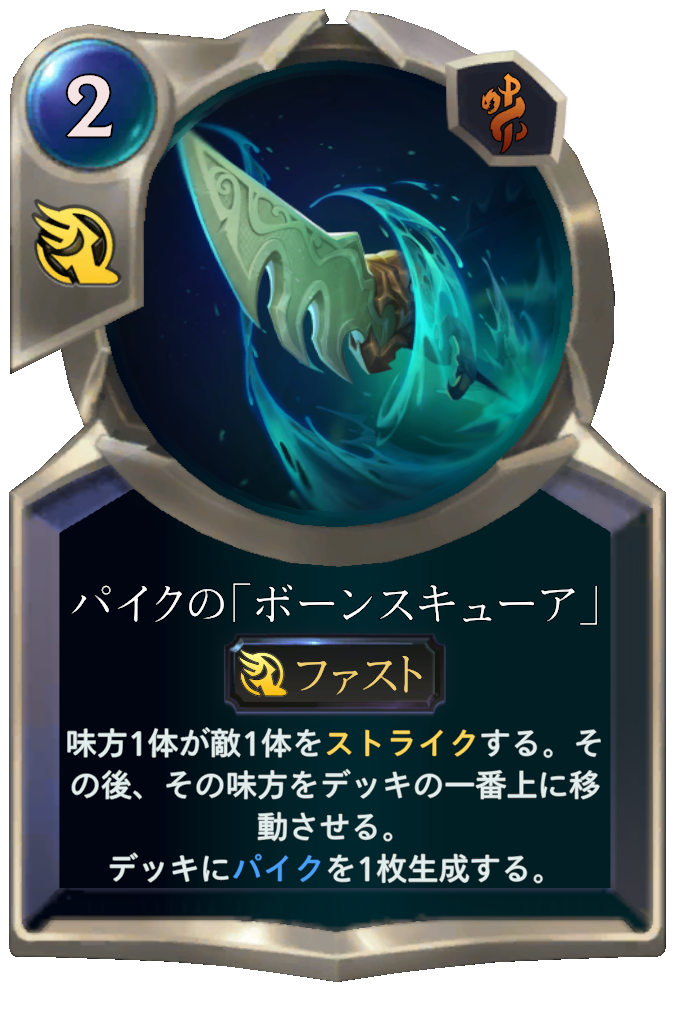 2
パイクの「ボーンスキューア」
ファスト
味方1体が敵1体をストライクする。そ
の後、その味方をデッキの一番上に移
動させる。
デッキにパイクを1枚生成する。